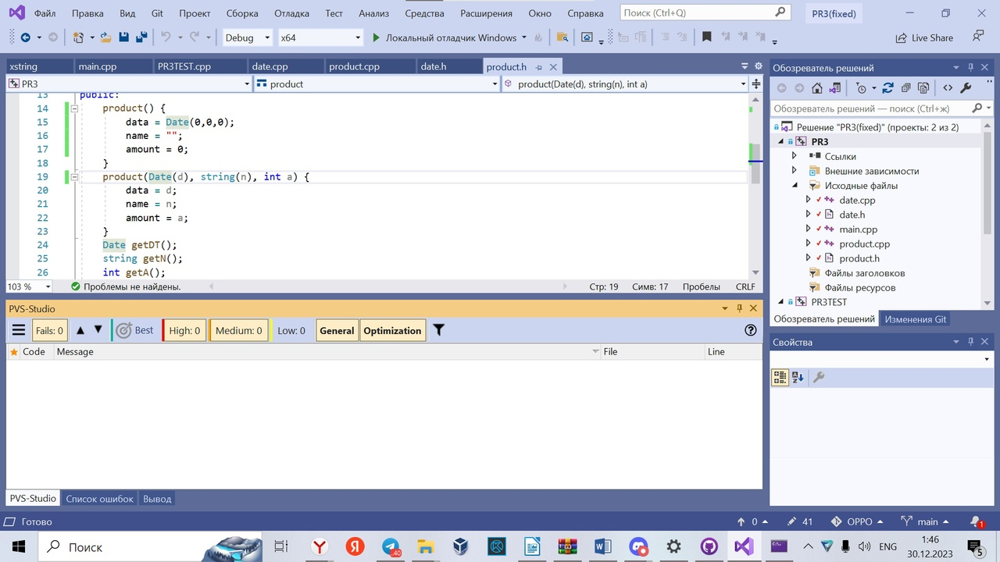 Файл Правка Вид Git Проект Сборка Отладка Тест Анализ Средства Расширения Окно Справка Поиск (Ctrl+Q) PR3(fixed)
Debug x64 Локальный отладчик Windows Live Share
xstring main.cpp PR3TEST.cpp date.cpp product.cpp date.h product.h
PR3 product product(Date(d), string(n), int a)
13 public:
14 product() {
15 data = Date(0,0,0);
16 name = "";
17 amount = 0;
18 }
19 product(Date(d), string(n), int a) {
20 data = d;
21 name = n;
22 amount = a;
23 }
24 Date getDT();
25 string getN();
26 int getA();
103 % Проблемы не найдены. Стр: 19 Симв: 17 Пробелы CRLF
Обозреватель решений
Обозреватель решений — поиск (Ctrl+ж)
Решение "PR3(fixed)" (проекты: 2 из 2)
PR3
Ссылки
Внешние зависимости
Исходные файлы
date.cpp
date.h
main.cpp
product.cpp
product.h
Файлы заголовков
Файлы ресурсов
PR3TEST
Обозреватель решений Изменения Git
Свойства
PVS-Studio
Fails: 0 Best High: 0 Medium: 0 Low: 0 General Optimization
Code Message File Line
PVS-Studio Список ошибок Вывод
Готово 0 41 OPPO main 1
Поиск 40 ENG 1:46 5
30.12.2023